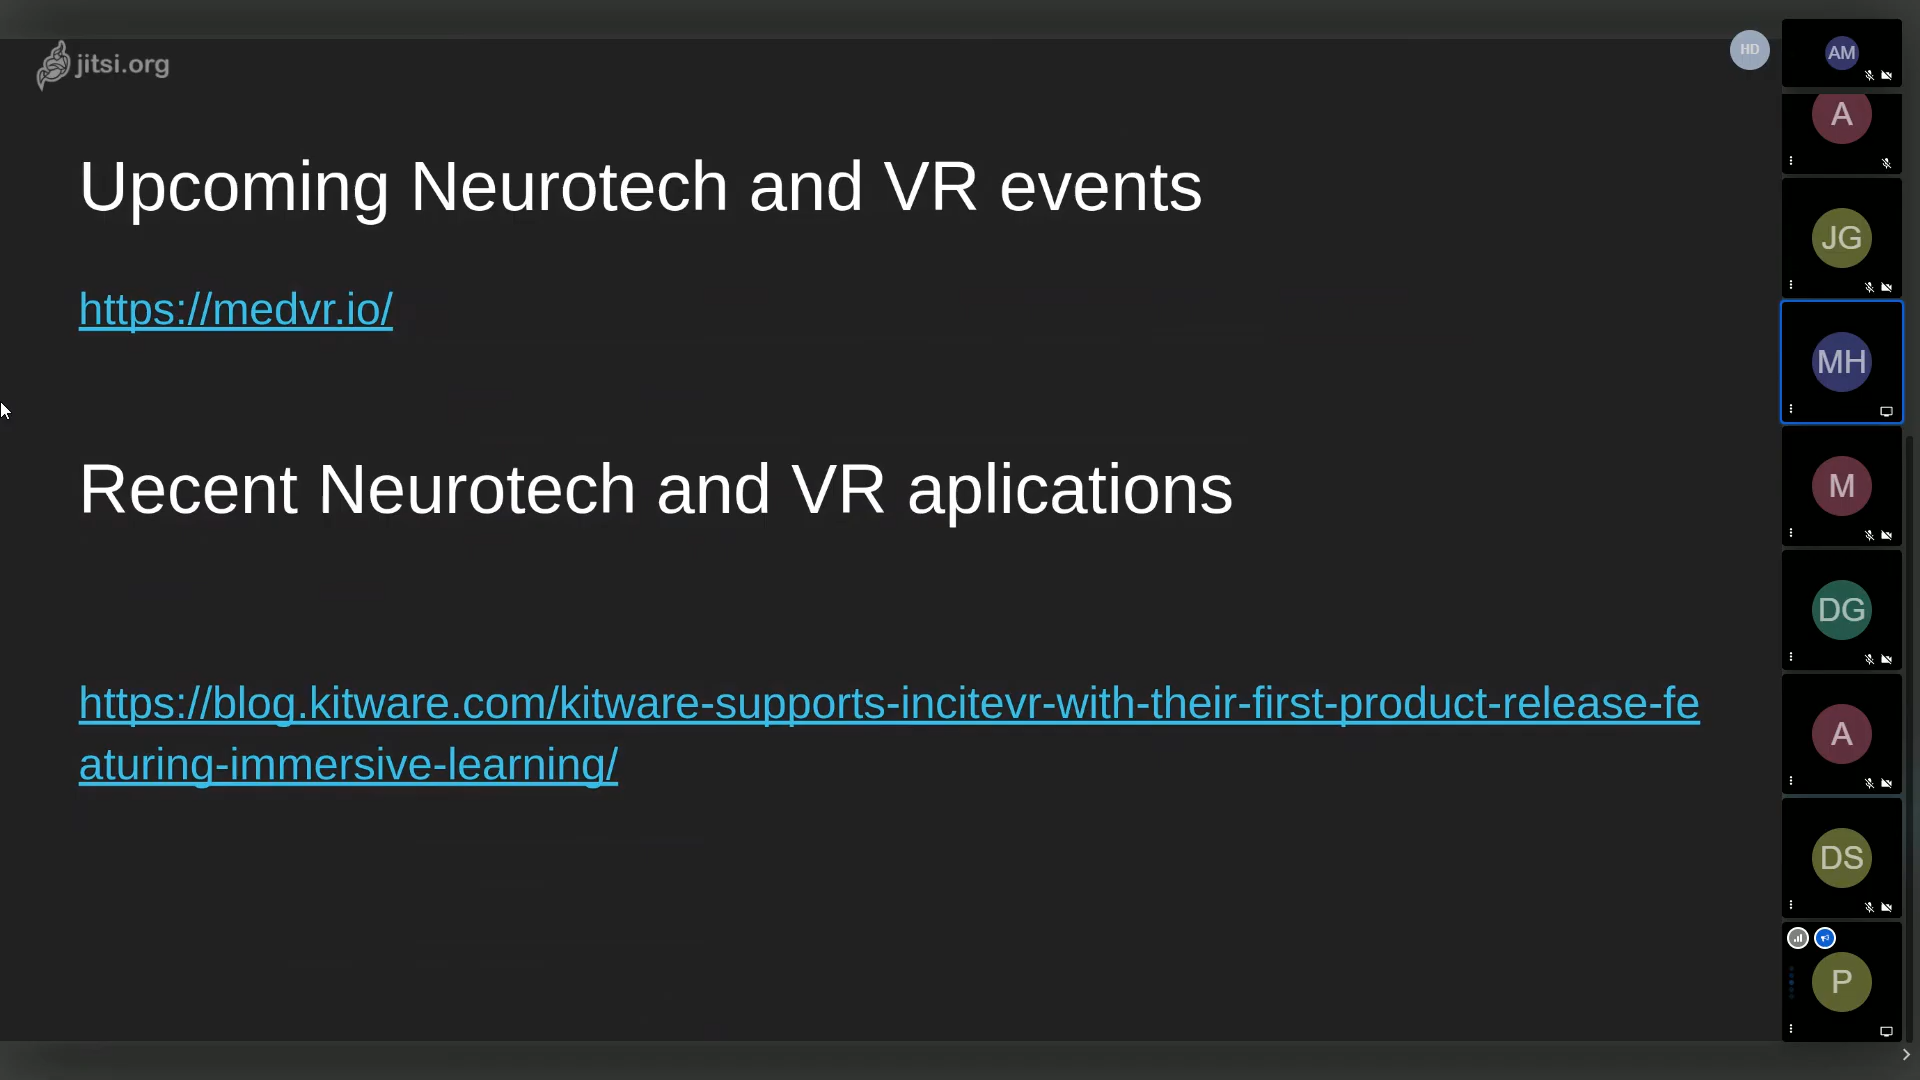 jitsi.org
HD
AM
A
Upcoming Neurotech and VR events
JG
https://medvr.io/
MH
Recent Neurotech and VR aplications
M
DG
https://blog.kitware.com/kitware-supports-incitevr-with-their-first-product-release-fe
aturing-immersive-learning/
A
DS
P